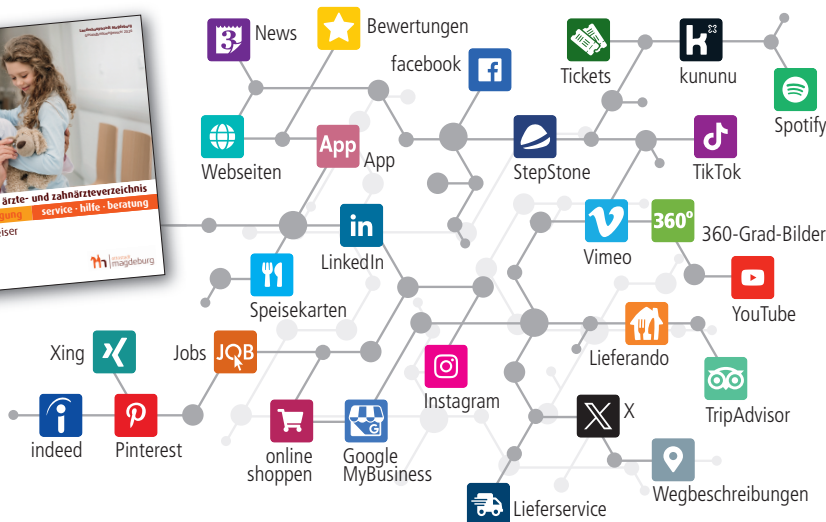 ärzte- und zahnärzteverzeichnis
service · hilfe · beratung
magdeburg
3
News
Bewertungen
facebook
Tickets
kununu
Spotify
Webseiten
App
App
StepStone
TikTok
in
LinkedIn
Vimeo
360°
360-Grad-Bilder
Speisekarten
YouTube
Xing
Jobs
JOB
Instagram
Lieferando
TripAdvisor
indeed
Pinterest
online
shoppen
G
Google
MyBusiness
X
Wegbeschreibungen
Lieferservice